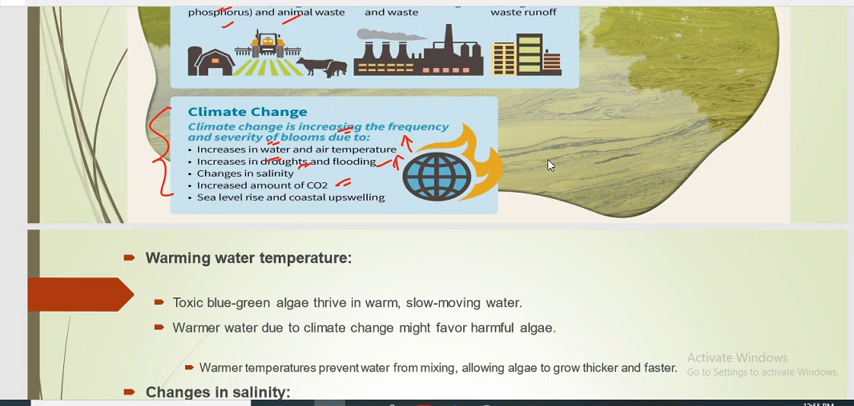 phosphorus) and animal waste
and waste
waste runoff
Climate Change
Climate change is increasing the frequency
and severity of blooms due to:
• Increases in water and air temperature
• Increases in droughts and flooding
• Changes in salinity
• Increased amount of CO2
• Sea level rise and coastal upswelling
Warming water temperature:
Toxic blue-green algae thrive in warm, slow-moving water.
Warmer water due to climate change might favor harmful algae.
Warmer temperatures prevent water from mixing, allowing algae to grow thicker and faster.
Changes in salinity:
Activate Windows
Go to Settings to activate Windows.